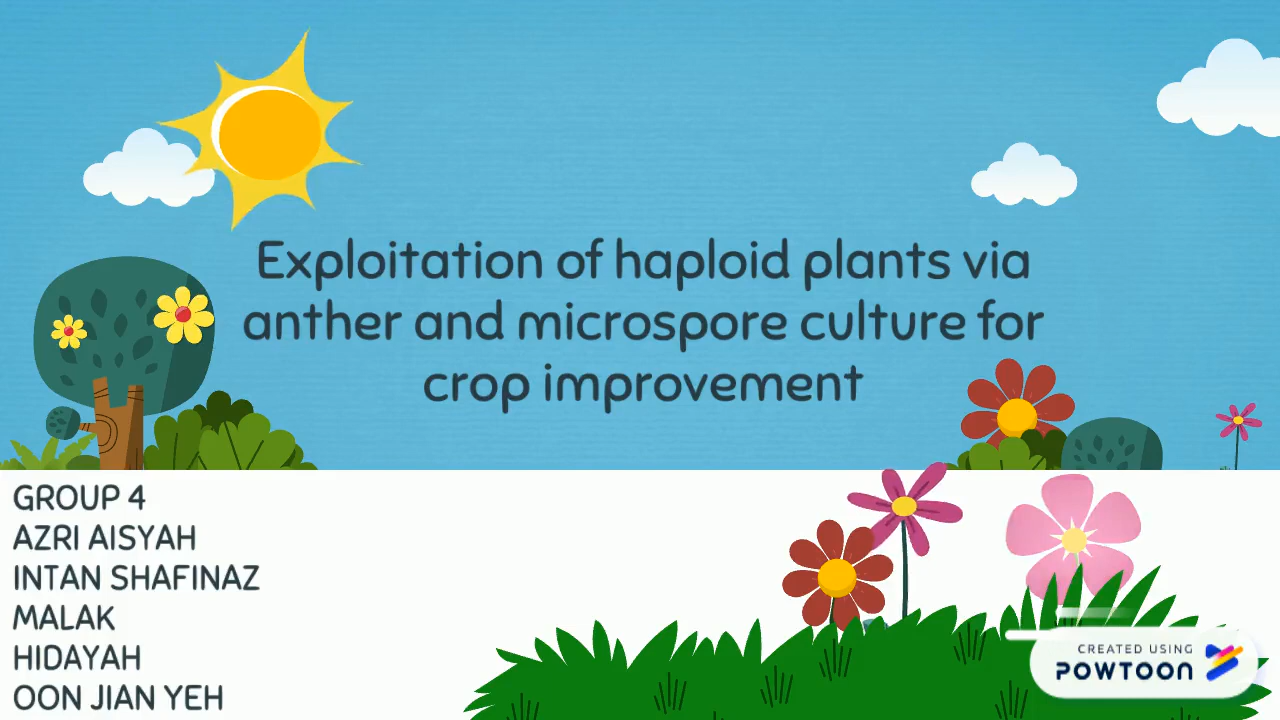 Exploitation of haploid plants via
anther and microspore culture for
crop improvement
GROUP 4
AZRI AISYAH
INTAN SHAFINAZ
MALAK
HIDAYAH
OON JIAN YEH
CREATED USING
POWTOON